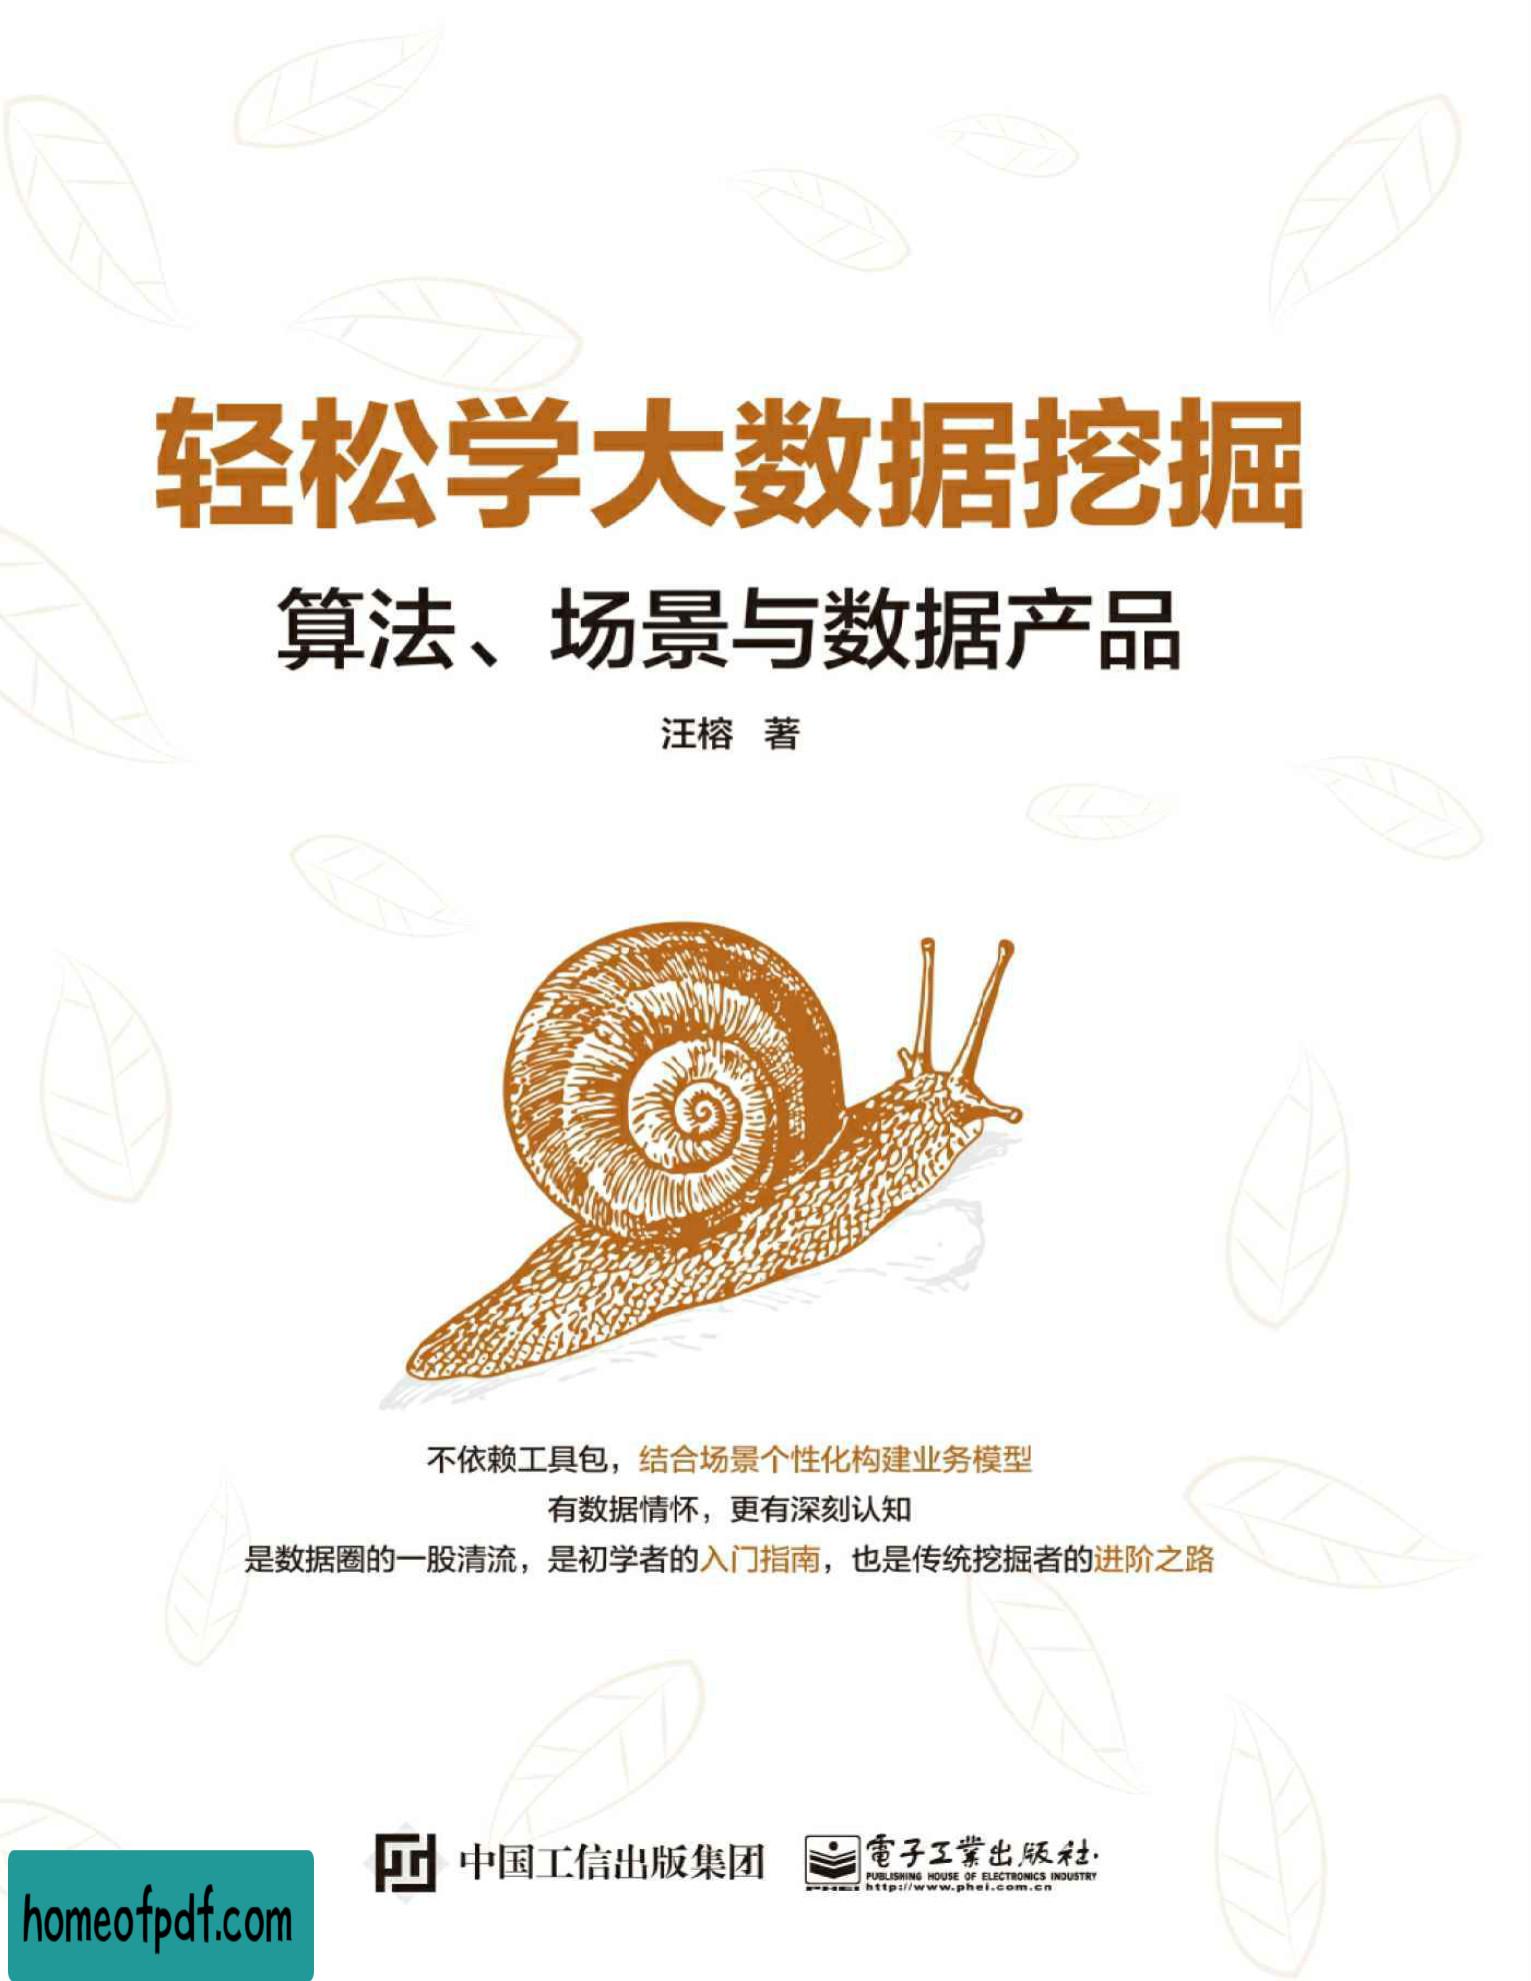 轻松学大数据挖掘
算法、场景与数据产品
汪榕 著
不依赖工具包，结合场景个性化构建业务模型
有数据情怀，更有深刻认知
是数据圈的一股清流，是初学者的入门指南，也是传统挖掘者的进阶之路
中国工信出版集团
電子工業出版社·
PUBLISHING HOUSE OF ELECTRONICS INDUSTRY
http://www.phei.com.cn
PHEI
homeofpdf.com